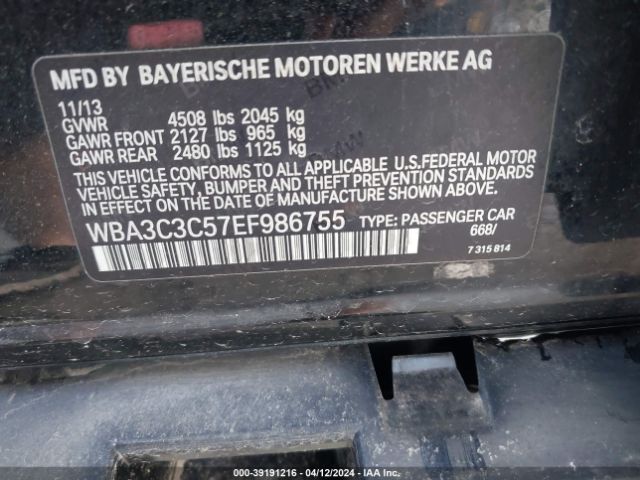 MFD BY BAYERISCHE MOTOREN WERKE AG
11/13
GVWR 4508 lbs 2045 kg
GAWR FRONT 2127 lbs 965 kg
GAWR REAR 2480 lbs 1125 kg
THIS VEHICLE CONFORMS TO ALL APPLICABLE U.S.FEDERAL MOTOR
VEHICLE SAFETY, BUMPER AND THEFT PREVENTION STANDARDS
IN EFFECT ON THE DATE OF MANUFACTURE SHOWN ABOVE.
WBA3C3C57EF986755 TYPE: PASSENGER CAR
668/
7 315 814
000-39191216 - 04/12/2024 - IAA Inc.